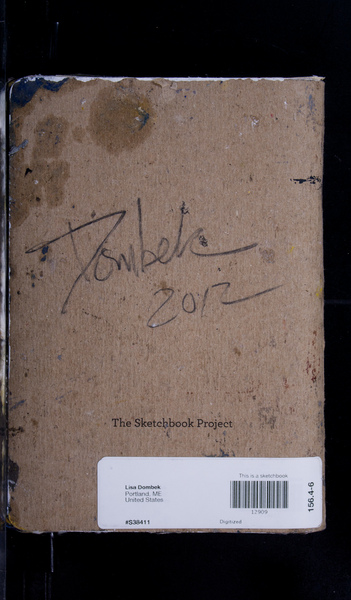 Dombek
2012
The Sketchbook Project
This is a sketchbook
Lisa Dombek
Portland, ME
United States
12909
156.4-6
#S38411
Digitized